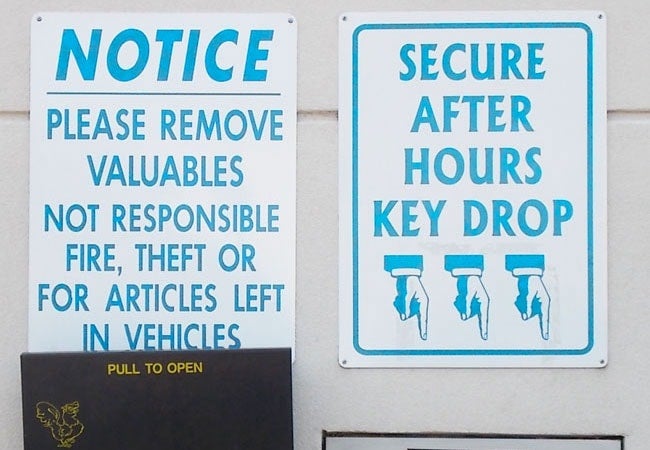 NOTICE
PLEASE REMOVE
VALUABLES
NOT RESPONSIBLE
FIRE, THEFT OR
FOR ARTICLES LEFT
IN VEHICLES
PULL TO OPEN
SECURE
AFTER
HOURS
KEY DROP